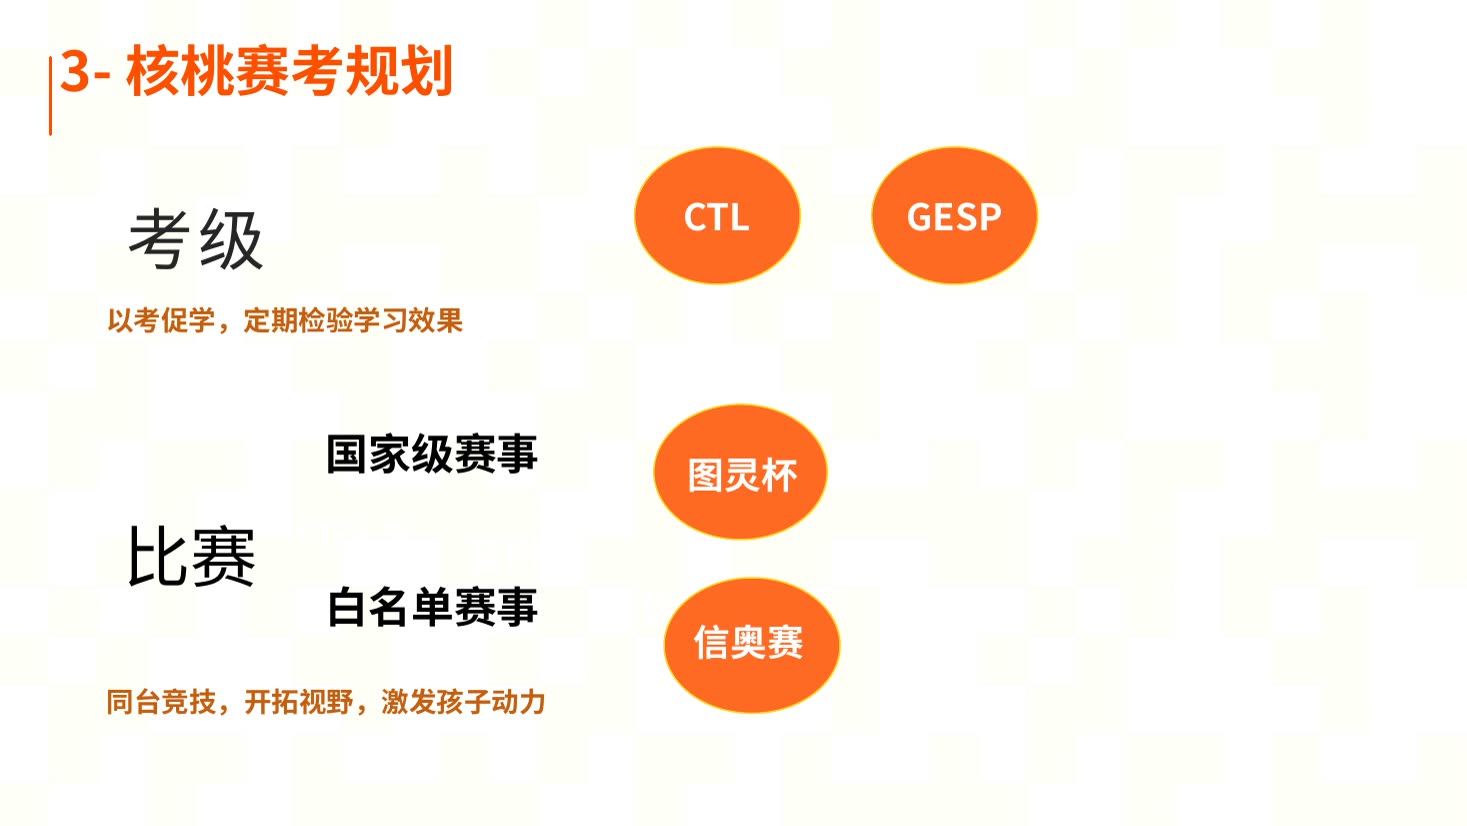 3- 核桃赛考规划
考级
CTL
GESP
以考促学，定期检验学习效果
国家级赛事
图灵杯
比赛
白名单赛事
信奥赛
同台竞技，开拓视野，激发孩子动力